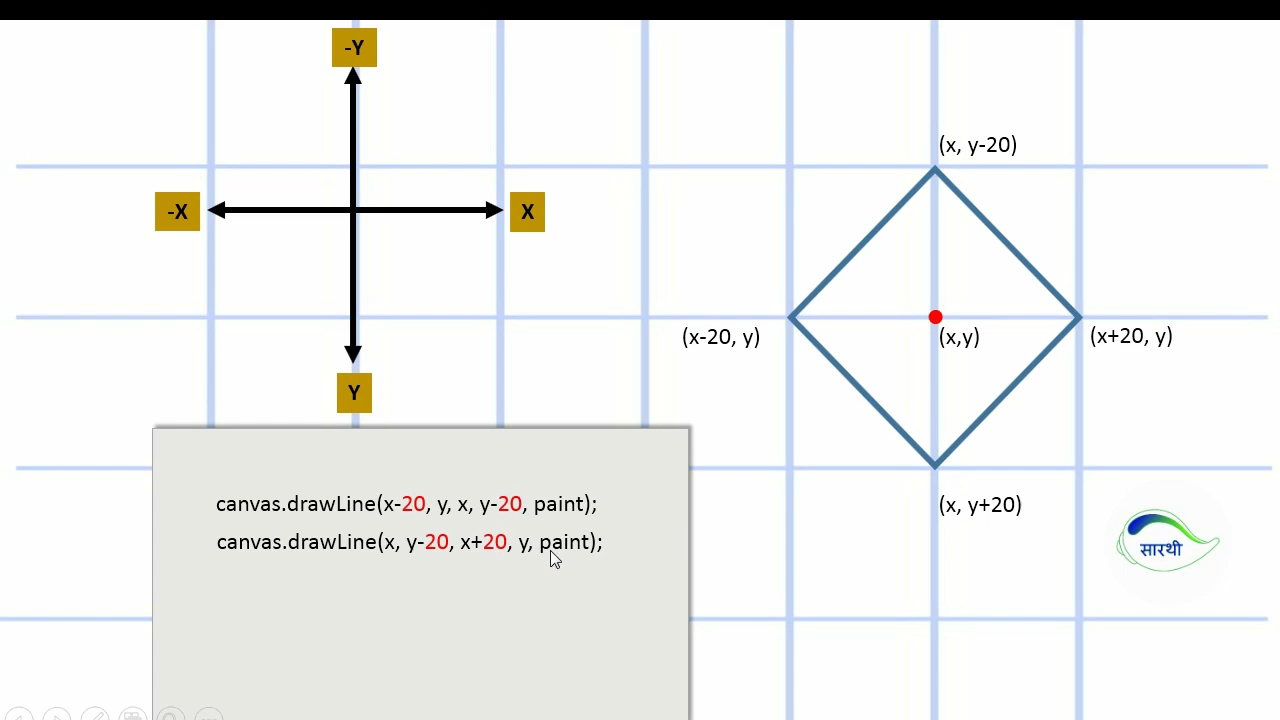 -Y
-X
X
Y
(x, y-20)
(x-20, y)
(x,y)
(x+20, y)
(x, y+20)
canvas.drawLine(x-20, y, x, y-20, paint);
canvas.drawLine(x, y-20, x+20, y, paint);
सारथी